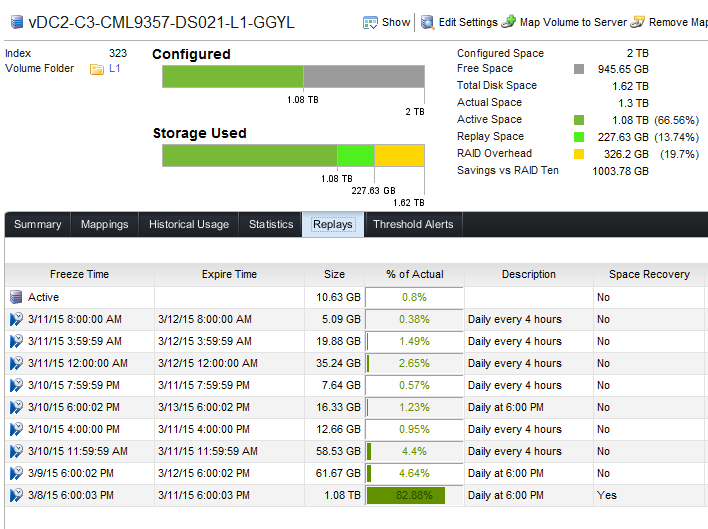 vDC2-C3-CML9357-DS021-L1-GGYL
Show Edit Settings Map Volume to Server Remove Map
Index 323
Volume Folder L1
Configured
1.08 TB
2 TB
Storage Used
1.08 TB
227.63 GB
1.62 TB
Configured Space 2 TB
Free Space 945.65 GB
Total Disk Space 1.62 TB
Actual Space 1.3 TB
Active Space 1.08 TB (66.56%)
Replay Space 227.63 GB (13.74%)
RAID Overhead 326.2 GB (19.7%)
Savings vs RAID Ten 1003.78 GB
Summary Mappings Historical Usage Statistics Replays Threshold Alerts
Freeze Time Expire Time Size % of Actual Description Space Recovery
Active 10.63 GB 0.8% No
3/11/15 8:00:00 AM 3/12/15 8:00:00 AM 5.09 GB 0.38% Daily every 4 hours No
3/11/15 3:59:59 AM 3/12/15 3:59:59 AM 19.88 GB 1.49% Daily every 4 hours No
3/11/15 12:00:00 AM 3/12/15 12:00:00 AM 35.24 GB 2.65% Daily every 4 hours No
3/10/15 7:59:59 PM 3/11/15 7:59:59 PM 7.64 GB 0.57% Daily every 4 hours No
3/10/15 6:00:02 PM 3/13/15 6:00:02 PM 16.33 GB 1.23% Daily at 6:00 PM No
3/10/15 4:00:00 PM 3/11/15 4:00:00 PM 12.66 GB 0.95% Daily every 4 hours No
3/10/15 11:59:59 AM 3/11/15 11:59:59 AM 58.53 GB 4.4% Daily every 4 hours No
3/9/15 6:00:02 PM 3/12/15 6:00:02 PM 61.67 GB 4.64% Daily at 6:00 PM No
3/8/15 6:00:03 PM 3/11/15 6:00:03 PM 1.08 TB 82.88% Daily at 6:00 PM Yes